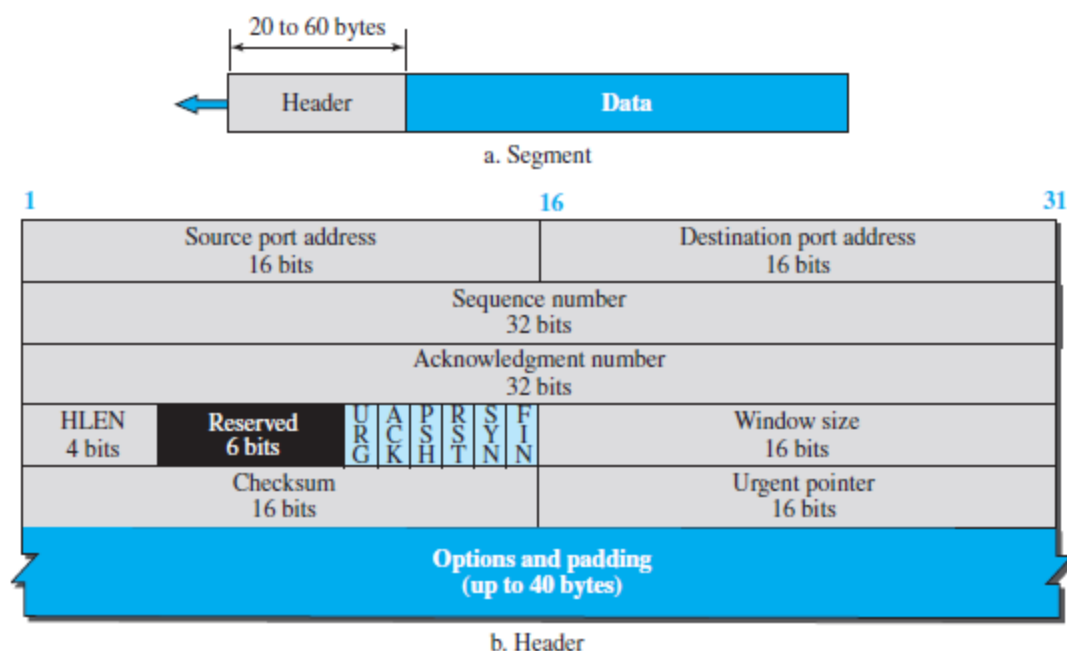 20 to 60 bytes
Header
Data
a. Segment
1
16
31
Source port address
16 bits
Destination port address
16 bits
Sequence number
32 bits
Acknowledgment number
32 bits
HLEN
4 bits
Reserved
6 bits
URG
ACK
PSH
RST
SYN
FIN
Window size
16 bits
Checksum
16 bits
Urgent pointer
16 bits
Options and padding
(up to 40 bytes)
b. Header